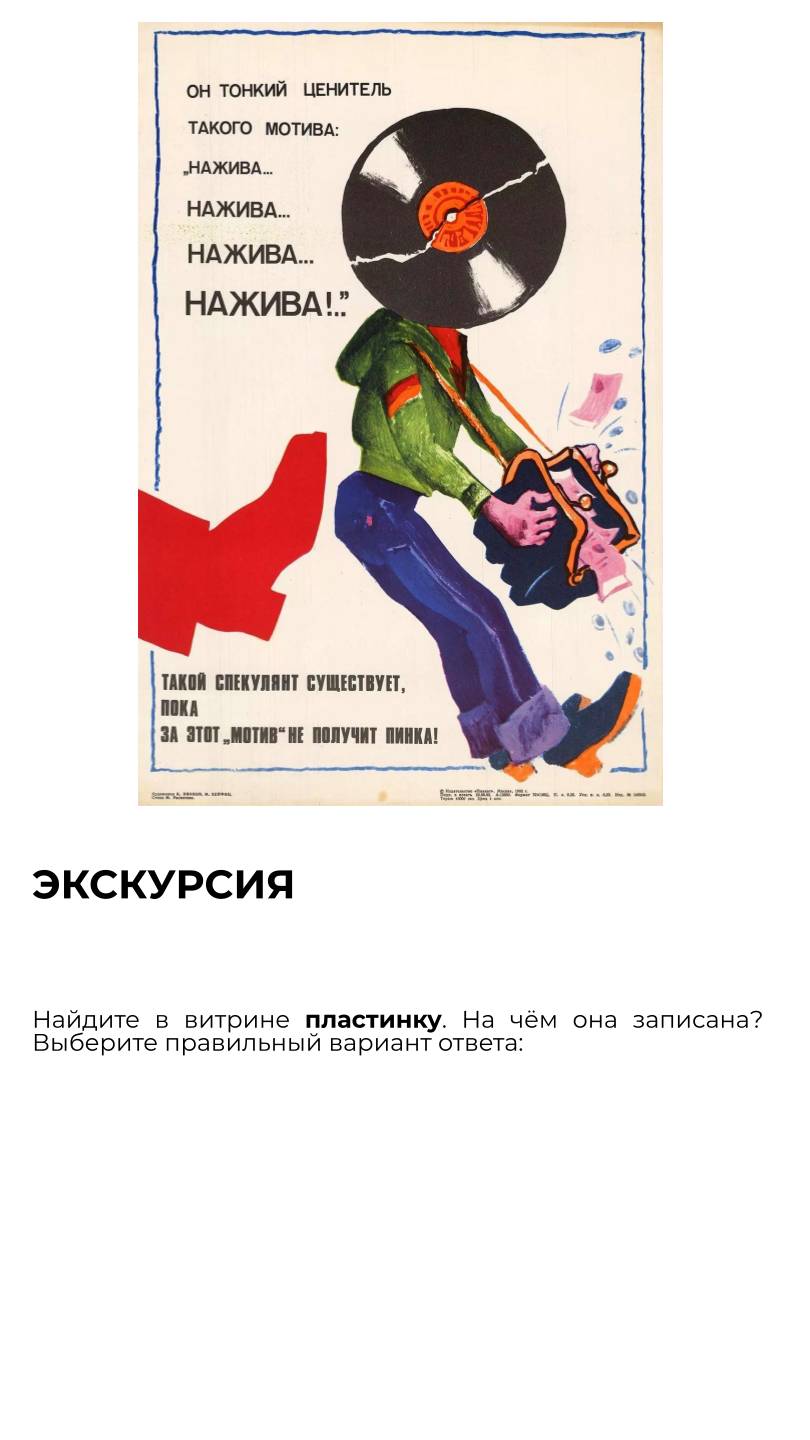 ОН ТОНКИЙ ЦЕНИТЕЛЬ
ТАКОГО МОТИВА:
„НАЖИВА...
НАЖИВА...
НАЖИВА...
НАЖИВА!..”
ТАКОЙ СПЕКУЛЯНТ СУЩЕСТВУЕТ,
ПОКА
ЗА ЭТОТ „МОТИВ“ НЕ ПОЛУЧИТ ПИНКА!
ЭКСКУРСИЯ
Найдите в витрине пластинку. На чём она записана?
Выберите правильный вариант ответа: